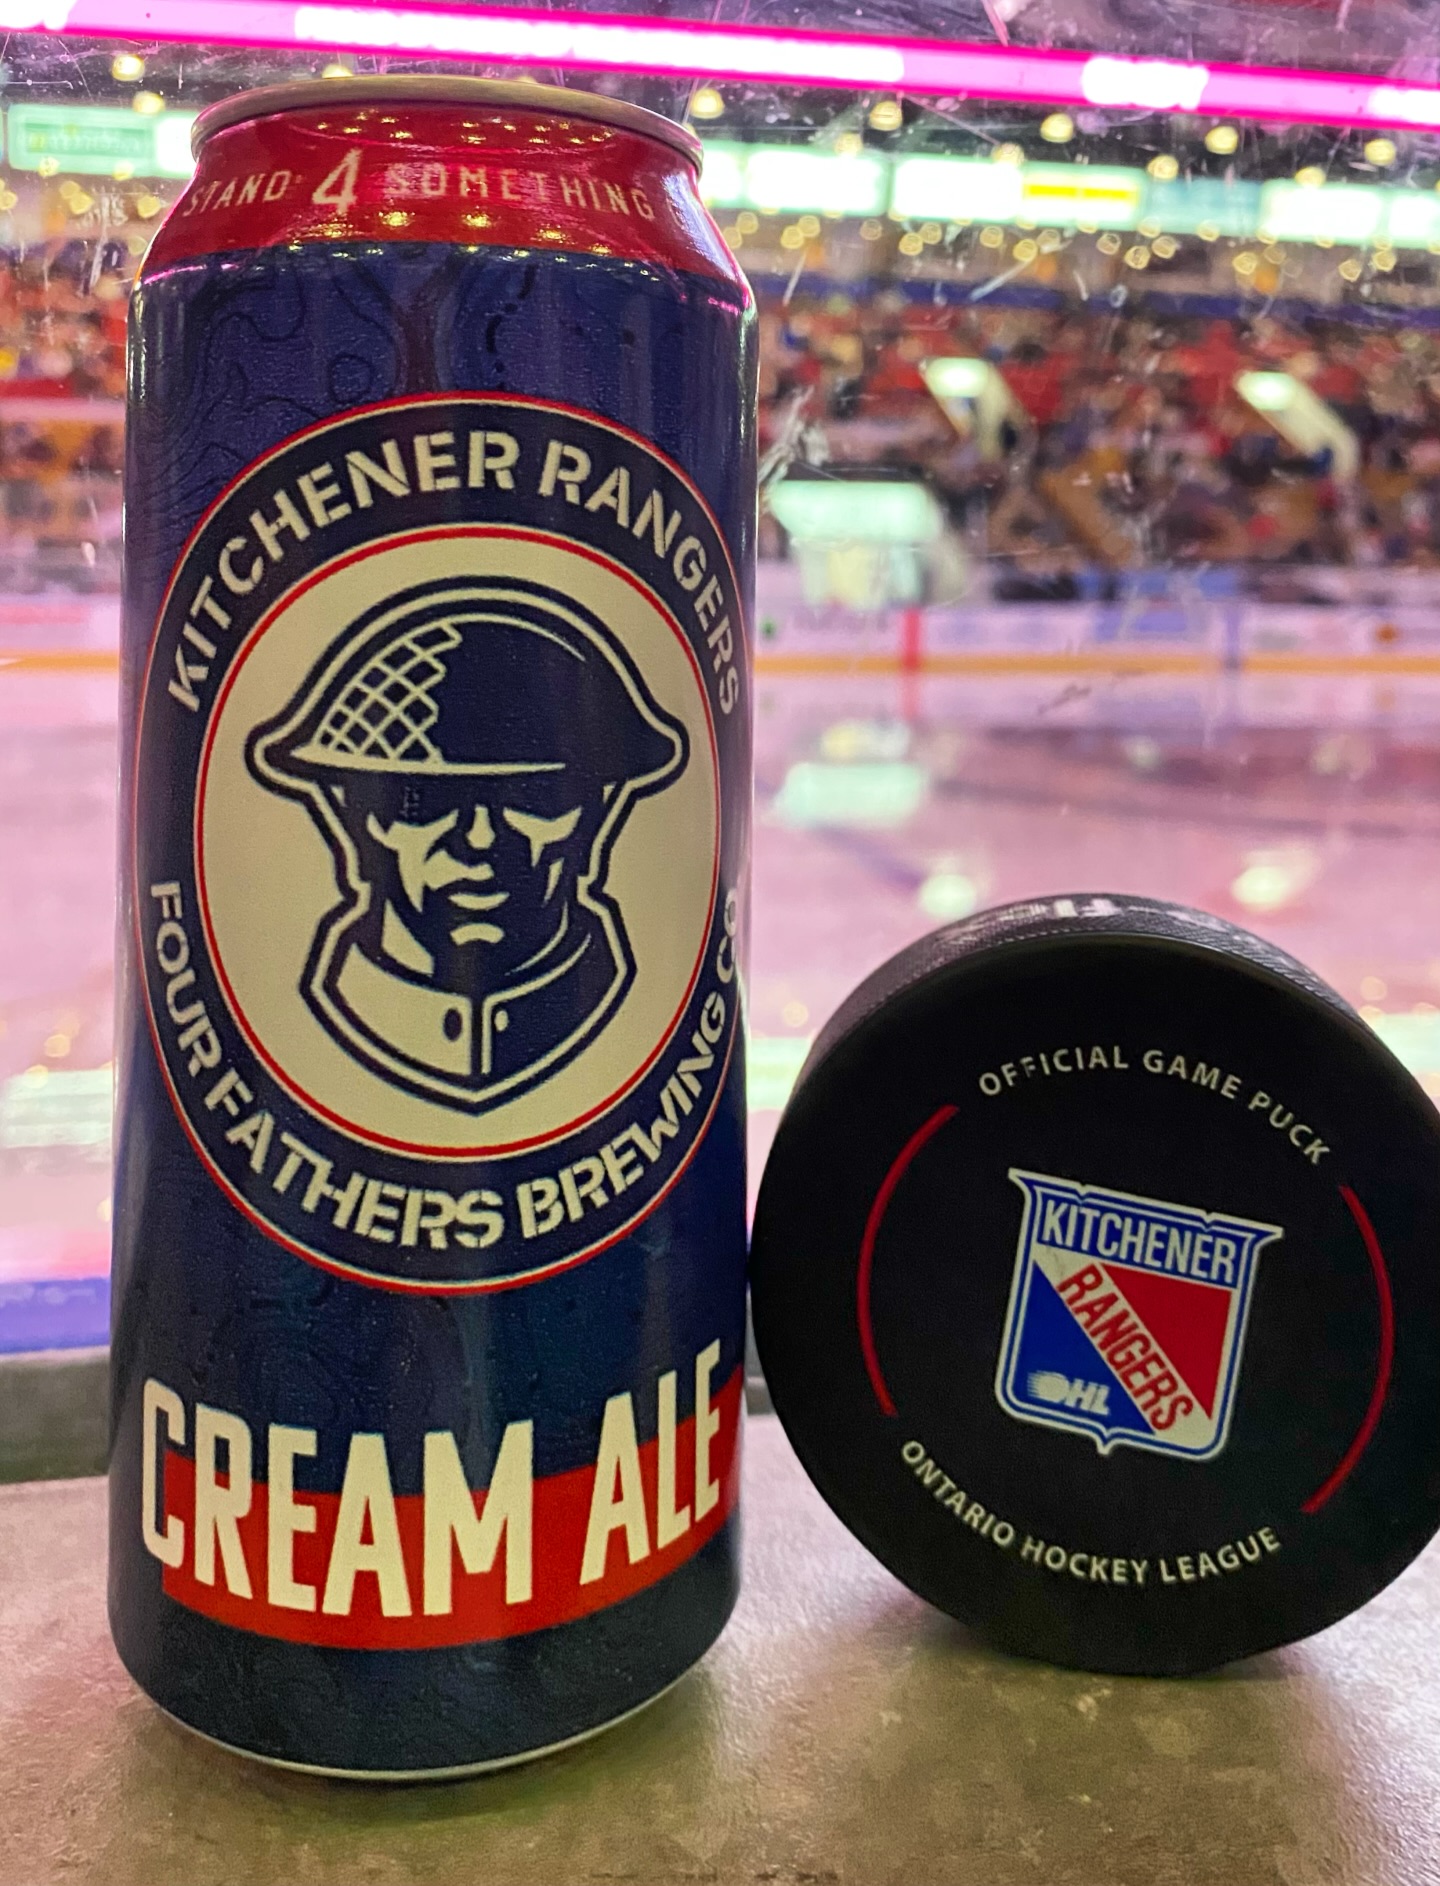 STAND 4 SOMETHING
KITCHENER RANGERS
FOUR FATHERS BREWING CO
CREAM ALE
OFFICIAL GAME PUCK
KITCHENER
RANGERS
OHL
ONTARIO HOCKEY LEAGUE